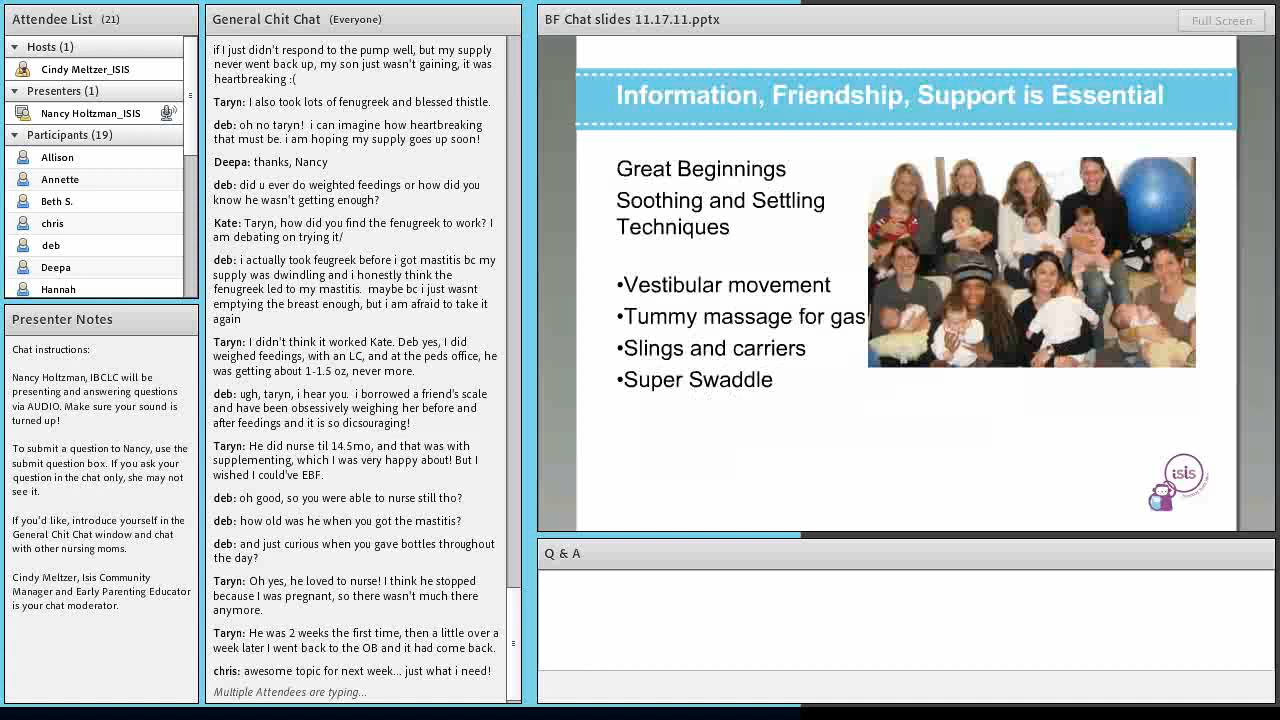 Attendee List (21)
Hosts (1)
Cindy Meltzer_ISIS
Presenters (1)
Nancy Holtzman_ISIS
Participants (19)
Allison
Annette
Beth S.
chris
deb
Deepa
Hannah
Presenter Notes
Chat instructions:
Nancy Holtzman, IBCLC will be
presenting and answering questions
via AUDIO. Make sure your sound is
turned up!
To submit a question to Nancy, use the
submit question box. If you ask your
question in the chat only, she may not
see it.
If you'd like, introduce yourself in the
General Chit Chat window and chat
with other nursing moms.
Cindy Meltzer, Isis Community
Manager and Early Parenting Educator
is your chat moderator.
General Chit Chat (Everyone)
if I just didn't respond to the pump well, but my supply
never went back up, my son just wasn't gaining, it was
heartbreaking :(
Taryn: I also took lots of fenugreek and blessed thistle.
deb: oh no taryn! i can imagine how heartbreaking
that must be. i am hoping my supply goes up soon!
Deepa: thanks, Nancy
deb: did u ever do weighted feedings or how did you
know he wasn't getting enough?
Kate: Taryn, how did you find the fenugreek to work? I
am debating on trying it/
deb: i actually took feugreek before i got mastitis bc my
supply was dwindling and i honestly think the
fenugreek led to my mastitis. maybe bc i just wasnt
emptying the breast enough, but i am afraid to take it
again
Taryn: I didn't think it worked Kate. Deb yes, I did
weighed feedings, with an LC, and at the peds office, he
was getting about 1-1.5 oz, never more.
deb: ugh, taryn, i hear you. i borrowed a friend's scale
and have been obsessively weighing her before and
after feedings and it is so dicsouraging!
Taryn: He did nurse til 14.5mo, and that was with
supplementing, which I was very happy about! But I
wished I could've EBF.
deb: oh good, so you were able to nurse still tho?
deb: how old was he when you got the mastitis?
deb: and just curious when you gave bottles throughout
the day?
Taryn: Oh yes, he loved to nurse! I think he stopped
because I was pregnant, so there wasn't much there
anymore.
Taryn: He was 2 weeks the first time, then a little over a
week later I went back to the OB and it had come back.
chris: awesome topic for next week... just what i need!
Multiple Attendees are typing...
BF Chat slides 11.17.11.pptx
Full Screen
Information, Friendship, Support is Essential
Great Beginnings
Soothing and Settling
Techniques
•Vestibular movement
•Tummy massage for gas
•Slings and carriers
•Super Swaddle
isis
Q & A